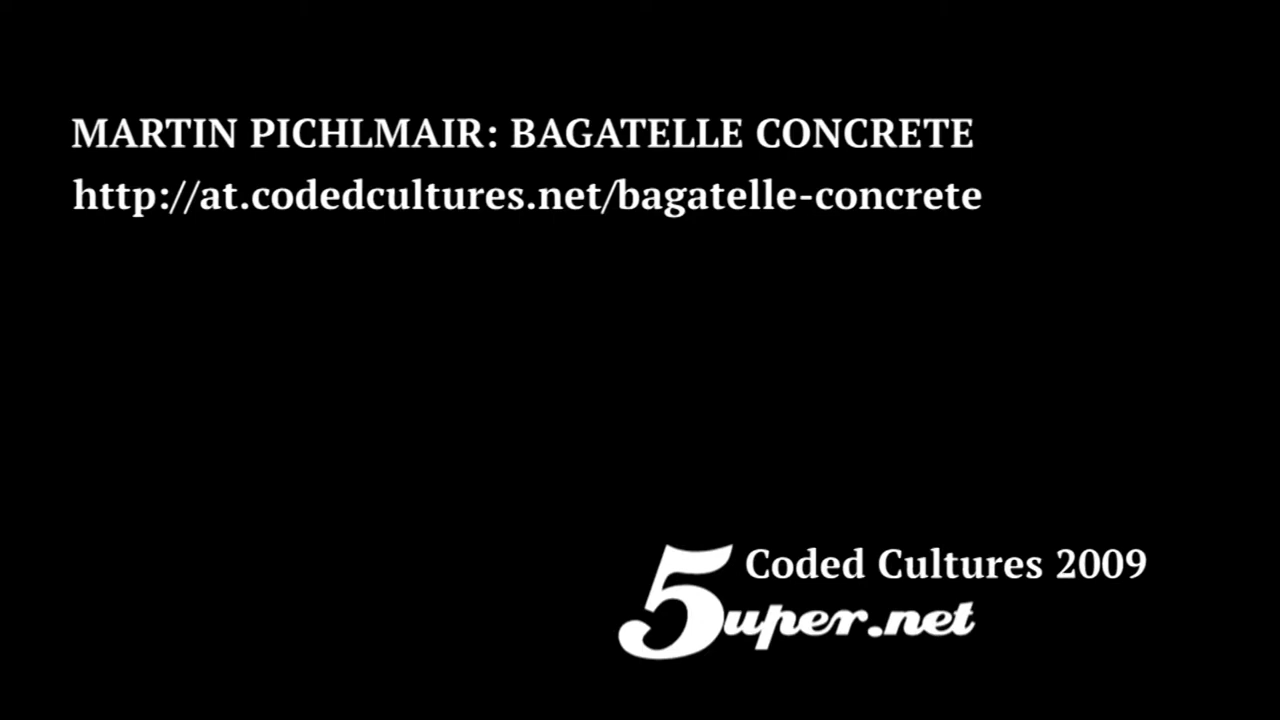 MARTIN PICHLMAIR: BAGATELLE CONCRETE
http://at.codedcultures.net/bagatelle-concrete
Coded Cultures 2009
5uper.net